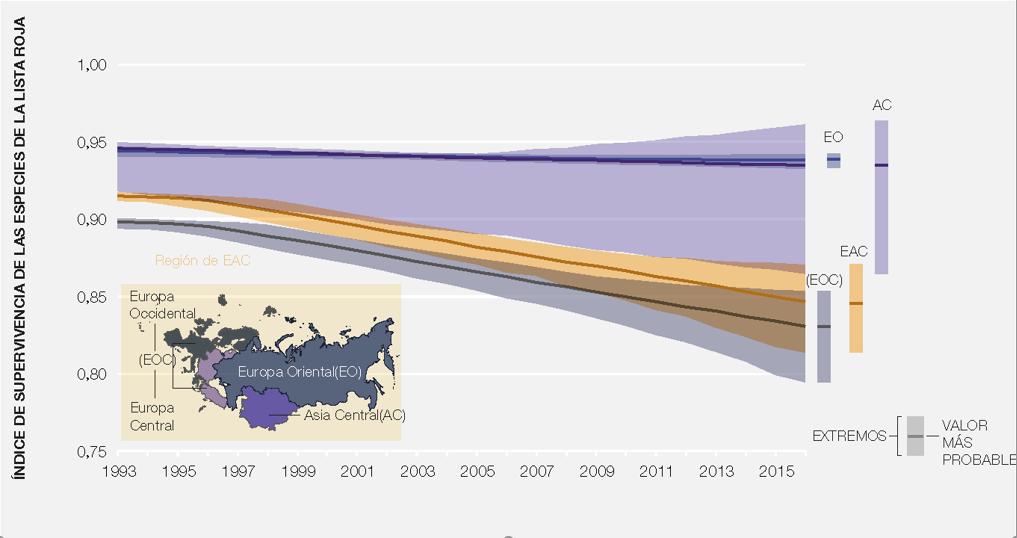 ÍNDICE DE SUPERVIVENCIA DE LAS ESPECIES DE LA LISTA ROJA
1,00
0,95
0,90
0,85
0,80
0,75
1993
1995
1997
1999
2001
2003
2005
2007
2009
2011
2013
2015
AC
EO
EAC
(EOC)
Región de EAC
Europa
Occidental
(EOC)
Europa
Central
Europa Oriental(EO)
Asia Central(AC)
EXTREMOS
VALOR
MÁS
PROBABLE